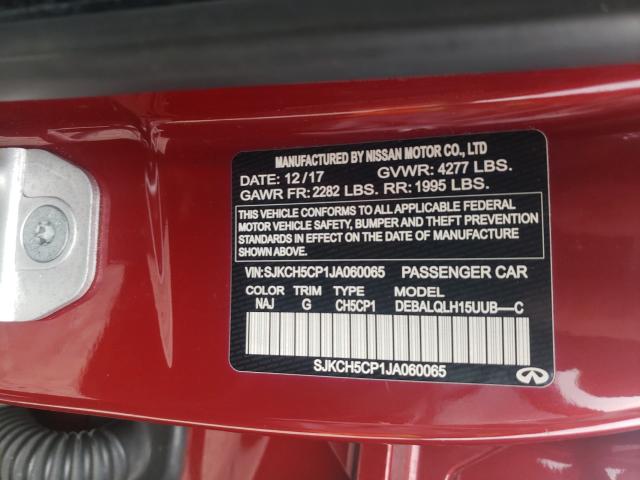 MANUFACTURED BY NISSAN MOTOR CO., LTD
DATE: 12/17 GVWR: 4277 LBS.
GAWR FR: 2282 LBS. RR: 1995 LBS.
THIS VEHICLE CONFORMS TO ALL APPLICABLE FEDERAL
MOTOR VEHICLE SAFETY, BUMPER AND THEFT PREVENTION
STANDARDS IN EFFECT ON THE DATE OF MANUFACTURE
SHOWN ABOVE.
VIN:SJKCH5CP1JA060065 PASSENGER CAR
COLOR TRIM TYPE MODEL
NAJ G CH5CP1 DEBALQLH15UUB-–C
SJKCH5CP1JA060065